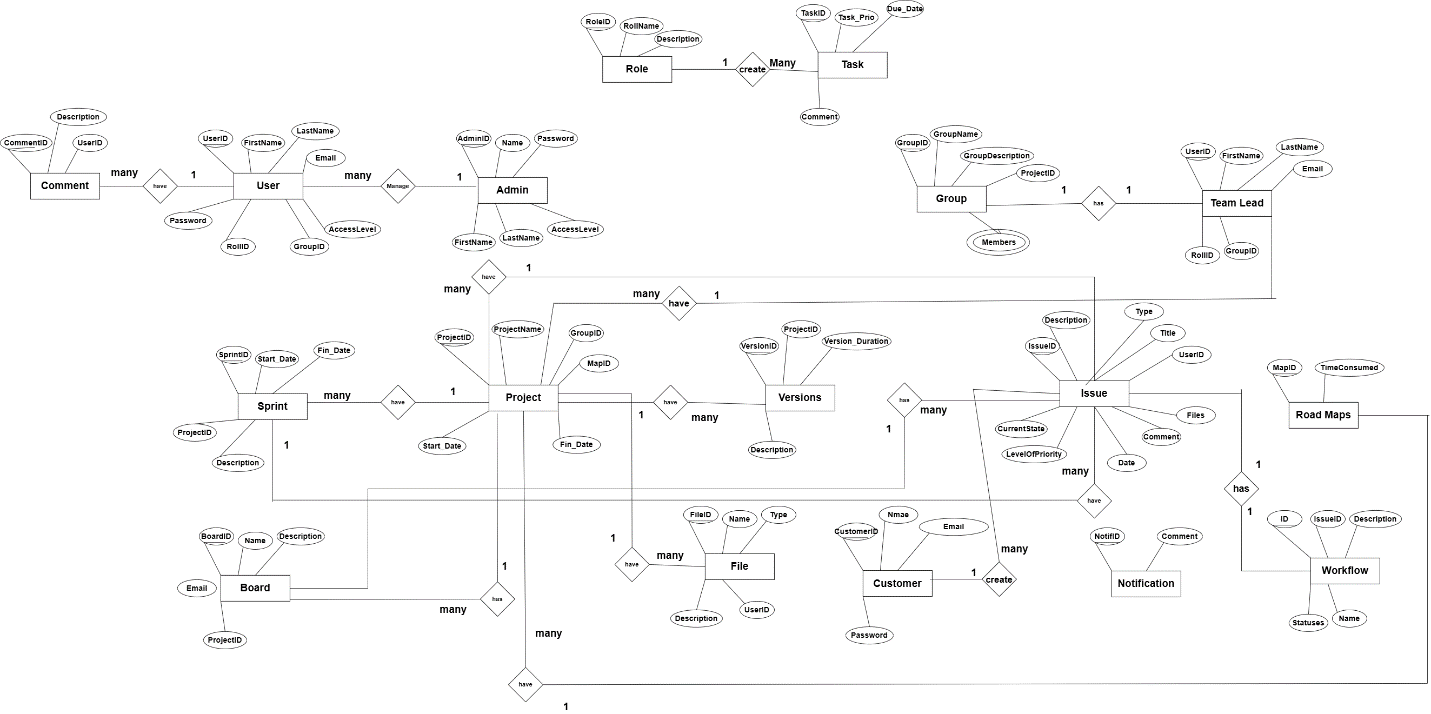 TaskID
Task_Prio
Due_Date
RoleID
RollName
Description
Role
1
create
Many
Task
Comment
CommentID
Description
UserID
Comment
many
have
1
UserID
FirstName
LastName
Email
User
Password
RollID
GroupID
AccessLevel
many
Manage
1
AdminID
Name
Password
Admin
FirstName
LastName
AccessLevel
GroupID
GroupName
GroupDescription
ProjectID
Group
Members
1
has
1
UserID
FirstName
LastName
Email
Team Lead
RollID
GroupID
have
1
many
many
have
1
SprintID
Start_Date
Fin_Date
Sprint
ProjectID
Description
many
have
1
1
ProjectID
ProjectName
GroupID
MapID
Project
Start_Date
Fin_Date
1
have
many
VersionID
ProjectID
Version_Duration
Versions
Description
has
many
1
Description
Type
Title
IssueID
UserID
Issue
CurrentState
Files
Comment
LevelOfPriority
Date
many
have
MapID
TimeConsumed
Road Maps
1
has
1
BoardID
Name
Description
Email
Board
ProjectID
many
1
has
1
have
many
FileID
Name
Type
File
Description
UserID
CustomerID
Nmae
Email
Customer
Password
1
create
many
NotifID
Comment
Notification
ID
IssueID
Description
Workflow
Statuses
Name
many
have
1